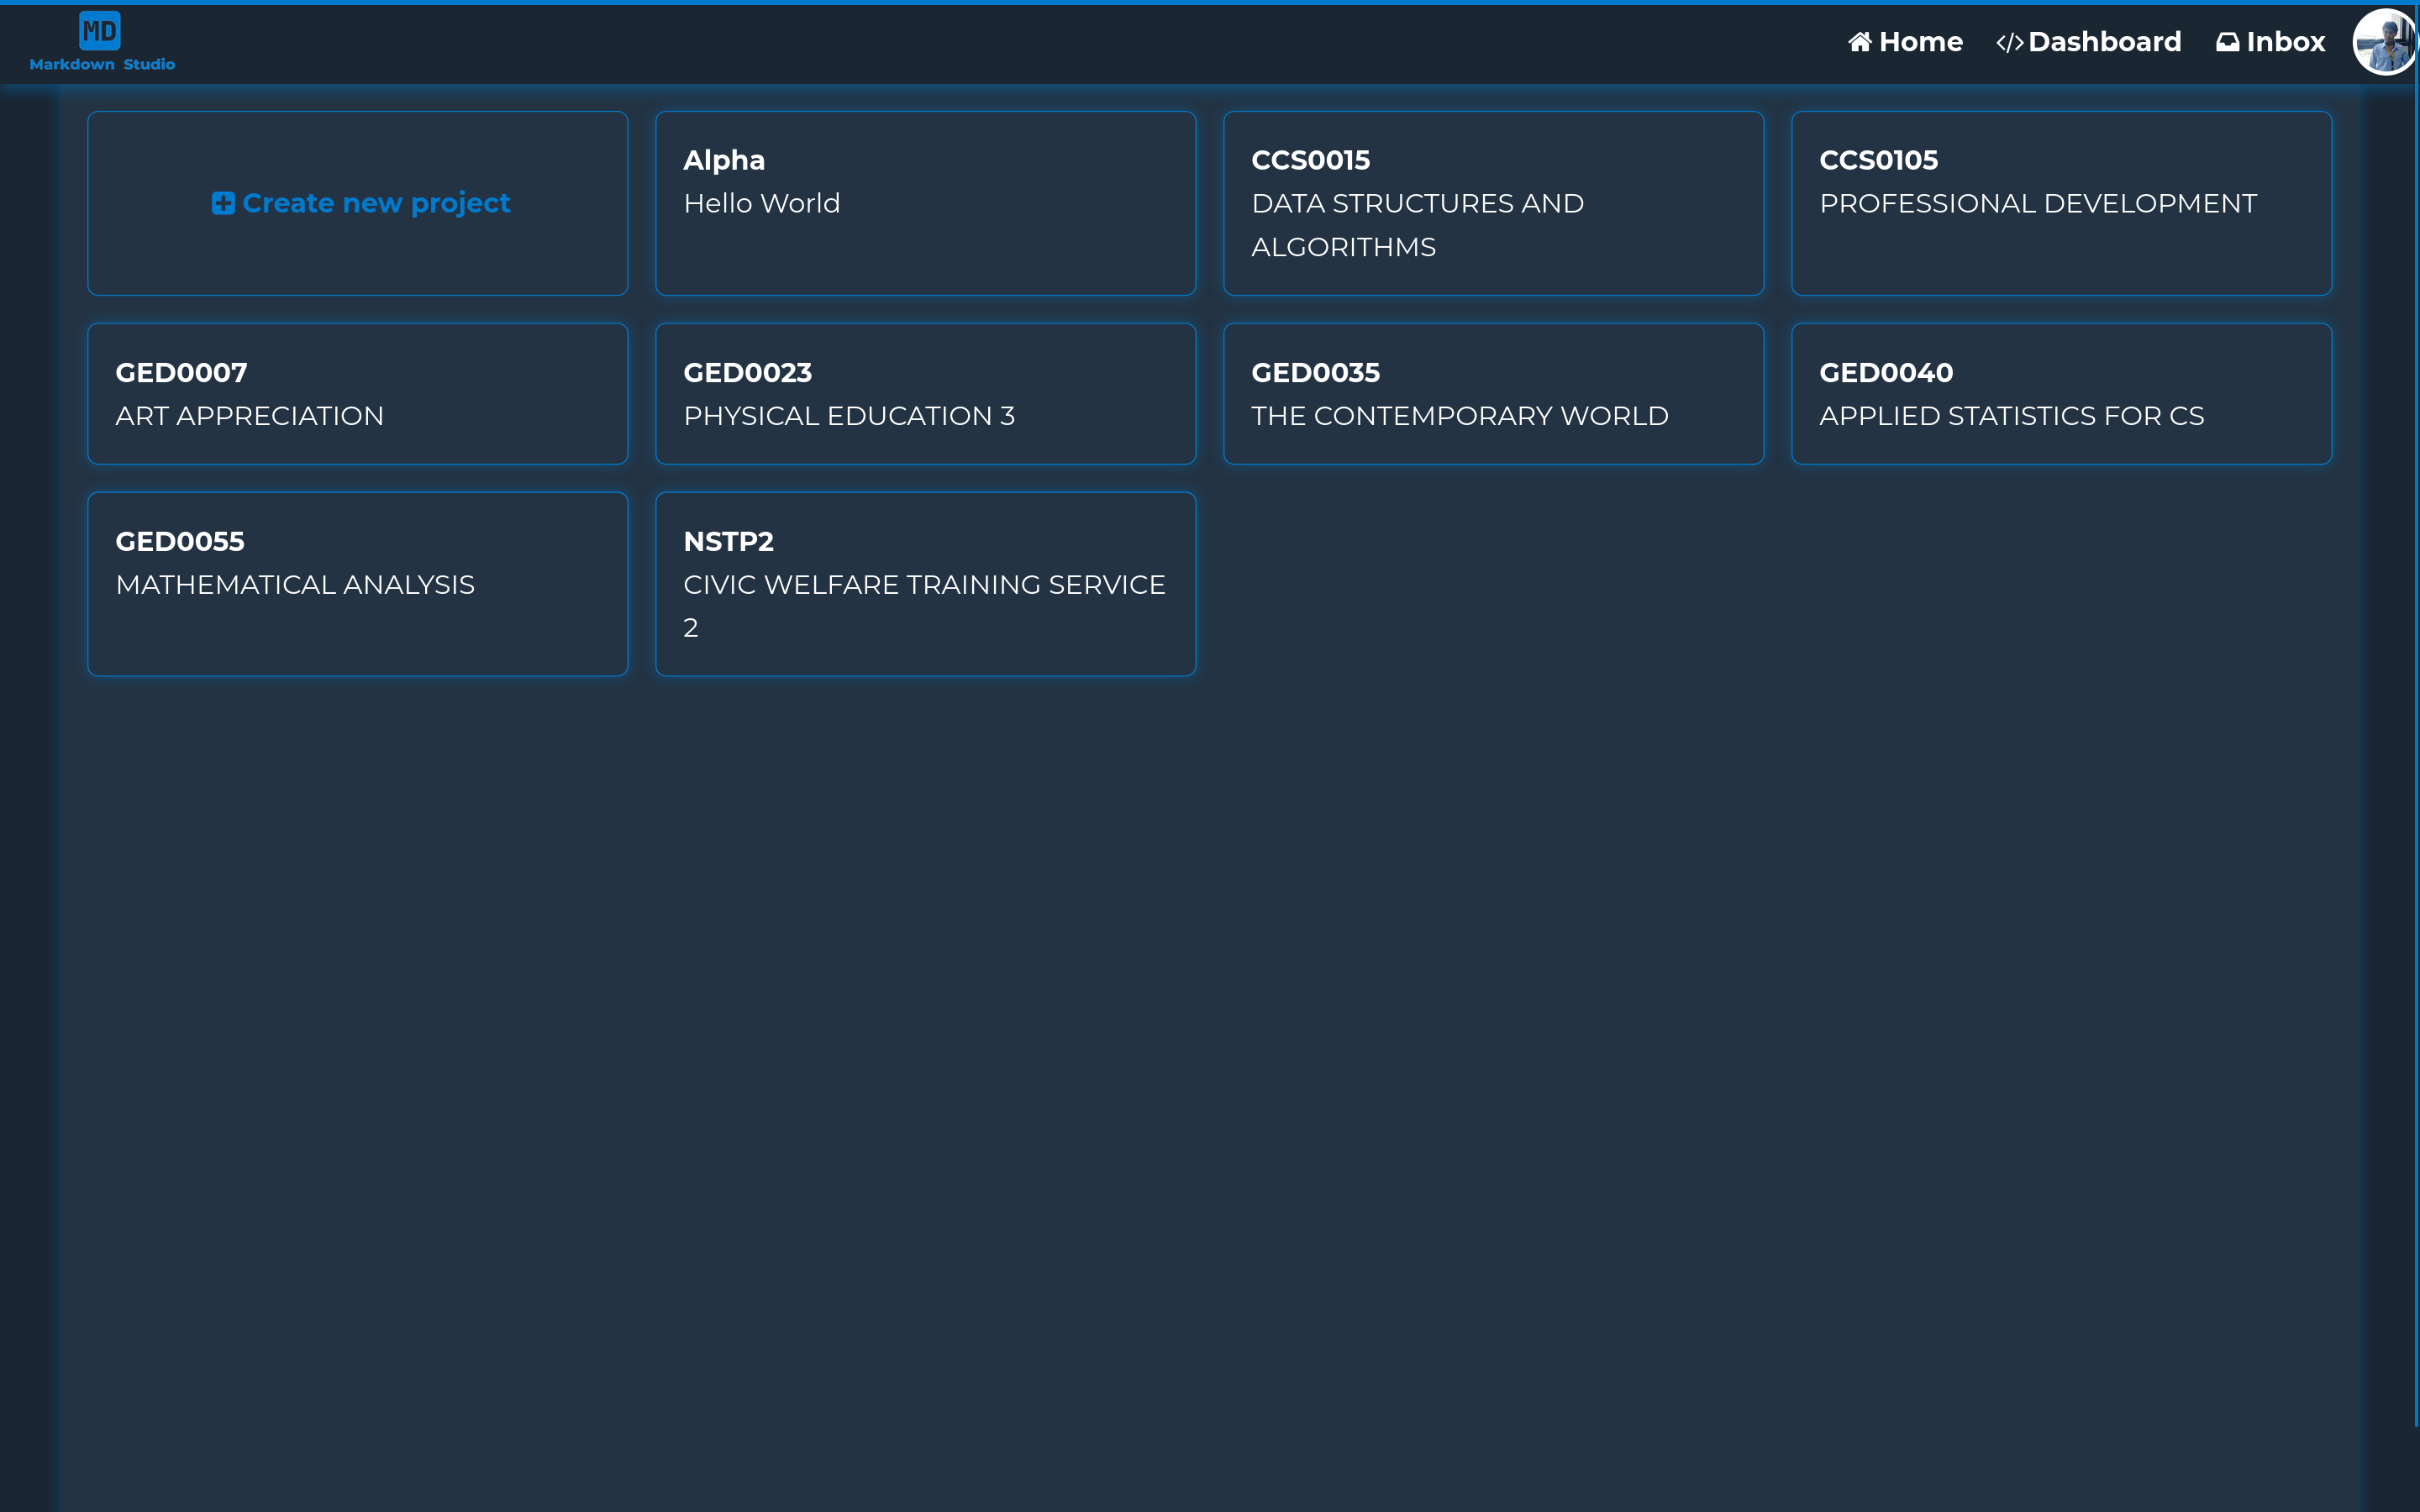 MD
Markdown Studio
Home
</> Dashboard
Inbox
Create new project
Alpha
Hello World
CCS0015
DATA STRUCTURES AND
ALGORITHMS
CCS0105
PROFESSIONAL DEVELOPMENT
GED0007
ART APPRECIATION
GED0023
PHYSICAL EDUCATION 3
GED0035
THE CONTEMPORARY WORLD
GED0040
APPLIED STATISTICS FOR CS
GED0055
MATHEMATICAL ANALYSIS
NSTP2
CIVIC WELFARE TRAINING SERVICE
2